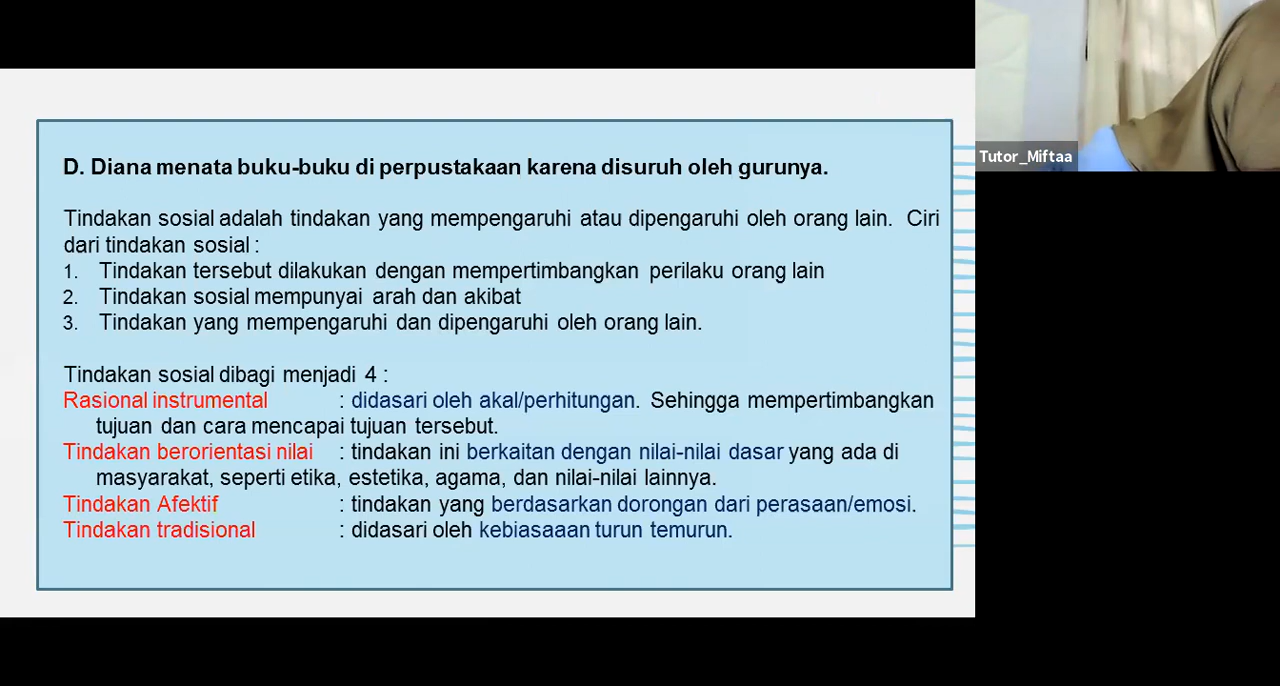 D. Diana menata buku-buku di perpustakaan karena disuruh oleh gurunya.
Tindakan sosial adalah tindakan yang mempengaruhi atau dipengaruhi oleh orang lain. Ciri
dari tindakan sosial :
1. Tindakan tersebut dilakukan dengan mempertimbangkan perilaku orang lain
2. Tindakan sosial mempunyai arah dan akibat
3. Tindakan yang mempengaruhi dan dipengaruhi oleh orang lain.
Tindakan sosial dibagi menjadi 4 :
Rasional instrumental : didasari oleh akal/perhitungan. Sehingga mempertimbangkan
tujuan dan cara mencapai tujuan tersebut.
Tindakan berorientasi nilai : tindakan ini berkaitan dengan nilai-nilai dasar yang ada di
masyarakat, seperti etika, estetika, agama, dan nilai-nilai lainnya.
Tindakan Afektif : tindakan yang berdasarkan dorongan dari perasaan/emosi.
Tindakan tradisional : didasari oleh kebiasaaan turun temurun.
Tutor_Miftaa